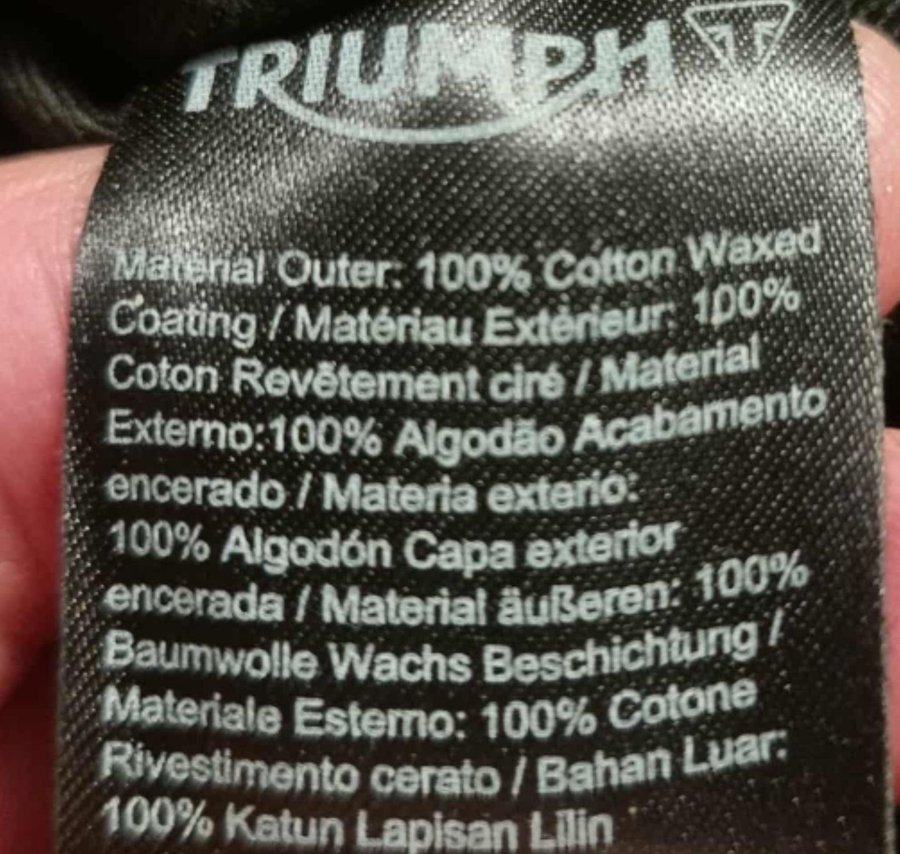 TRIUMPH
Material Outer: 100% Cotton Waxed
Coating / Matériau Extérieur: 100%
Coton Revêtement ciré / Material
Externo:100% Algodão Acabamento
encerado / Materia exterio:
100% Algodón Capa exterior
encerada / Material äußeren: 100%
Baumwolle Wachs Beschichtung /
Materiale Esterno: 100% Cotone
Rivestimento cerato / Bahan Luar:
100% Katun Lapisan Lilin